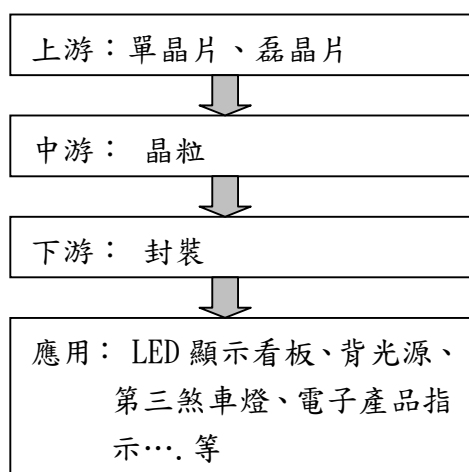 上游：單晶片、磊晶片
中游： 晶粒
下游： 封裝
應用： LED 顯示看板、背光源、
第三煞車燈、電子產品指
示…. 等